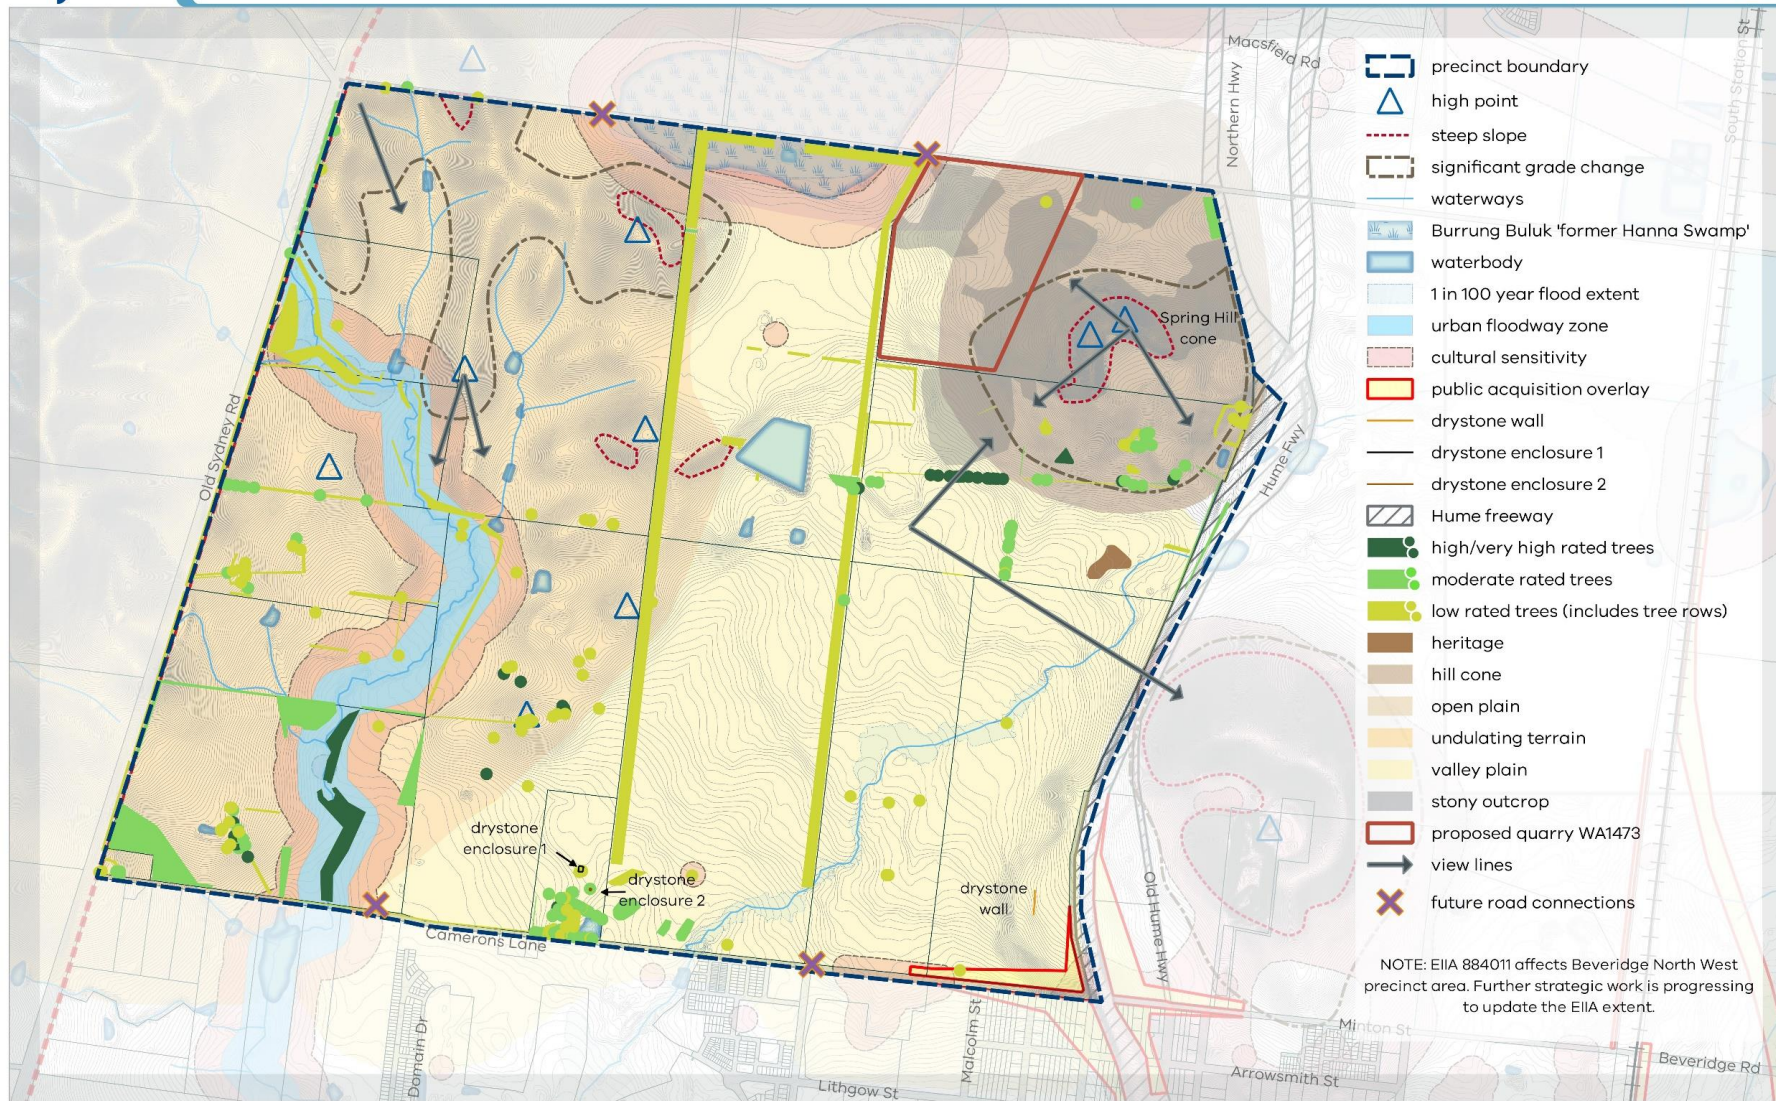 Macsfield Rd
Northern Hwy
South Station St
Old Sydney Rd
Spring Hill
cone
Hume Fwy
drystone
enclosure 1
drystone
enclosure 2
drystone
wall
Camerons Lane
Old Hume Hwy
Domain Dr
Malcolm St
Lithgow St
Minton St
Arrowsmith St
Beveridge Rd
precinct boundary
high point
steep slope
significant grade change
waterways
Burrung Buluk 'former Hanna Swamp'
waterbody
1 in 100 year flood extent
urban floodway zone
cultural sensitivity
public acquisition overlay
drystone wall
drystone enclosure 1
drystone enclosure 2
Hume freeway
high/very high rated trees
moderate rated trees
low rated trees (includes tree rows)
heritage
hill cone
open plain
undulating terrain
valley plain
stony outcrop
proposed quarry WA1473
view lines
future road connections
NOTE: EIIA 884011 affects Beveridge North West
precinct area. Further strategic work is progressing
to update the EIIA extent.